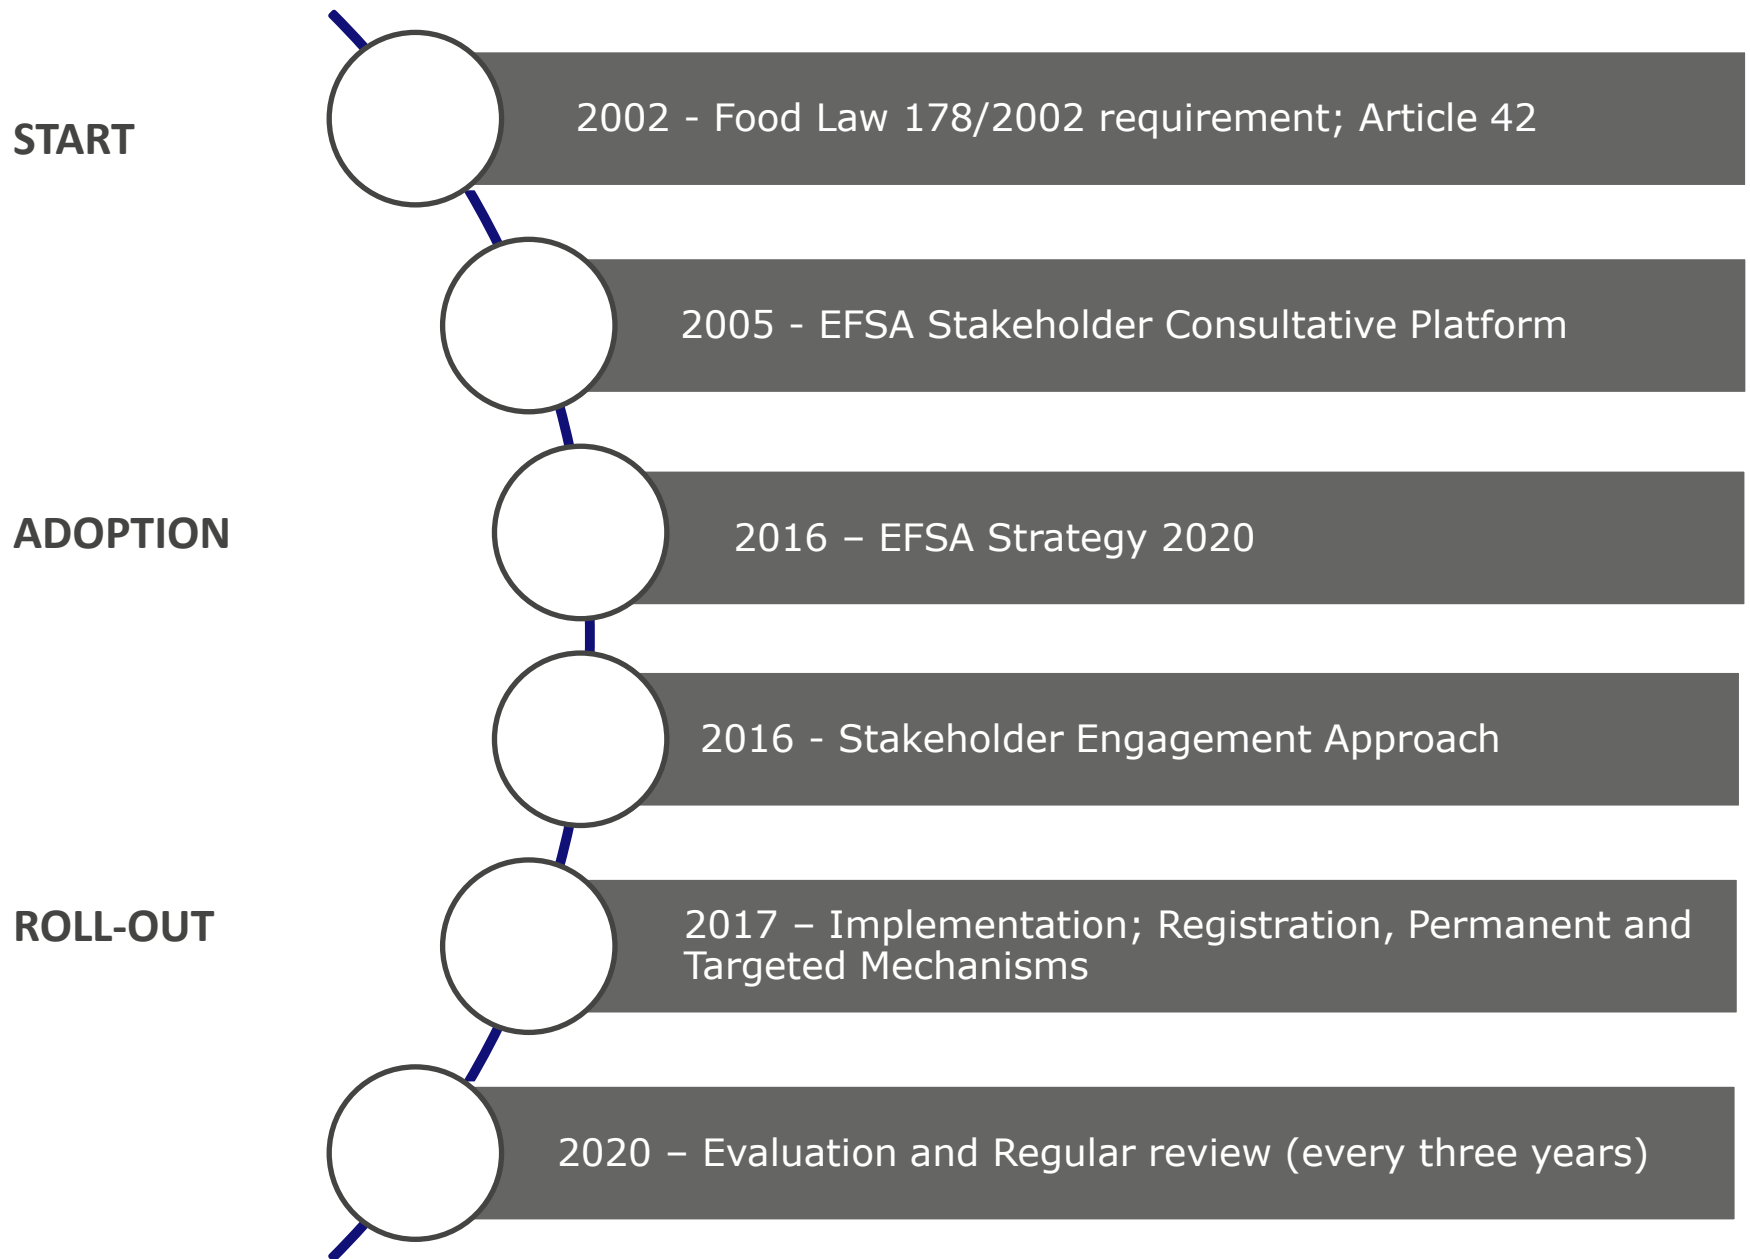 START
2002 - Food Law 178/2002 requirement; Article 42
2005 - EFSA Stakeholder Consultative Platform
ADOPTION
2016 – EFSA Strategy 2020
2016 - Stakeholder Engagement Approach
ROLL-OUT
2017 – Implementation; Registration, Permanent and
Targeted Mechanisms
2020 – Evaluation and Regular review (every three years)